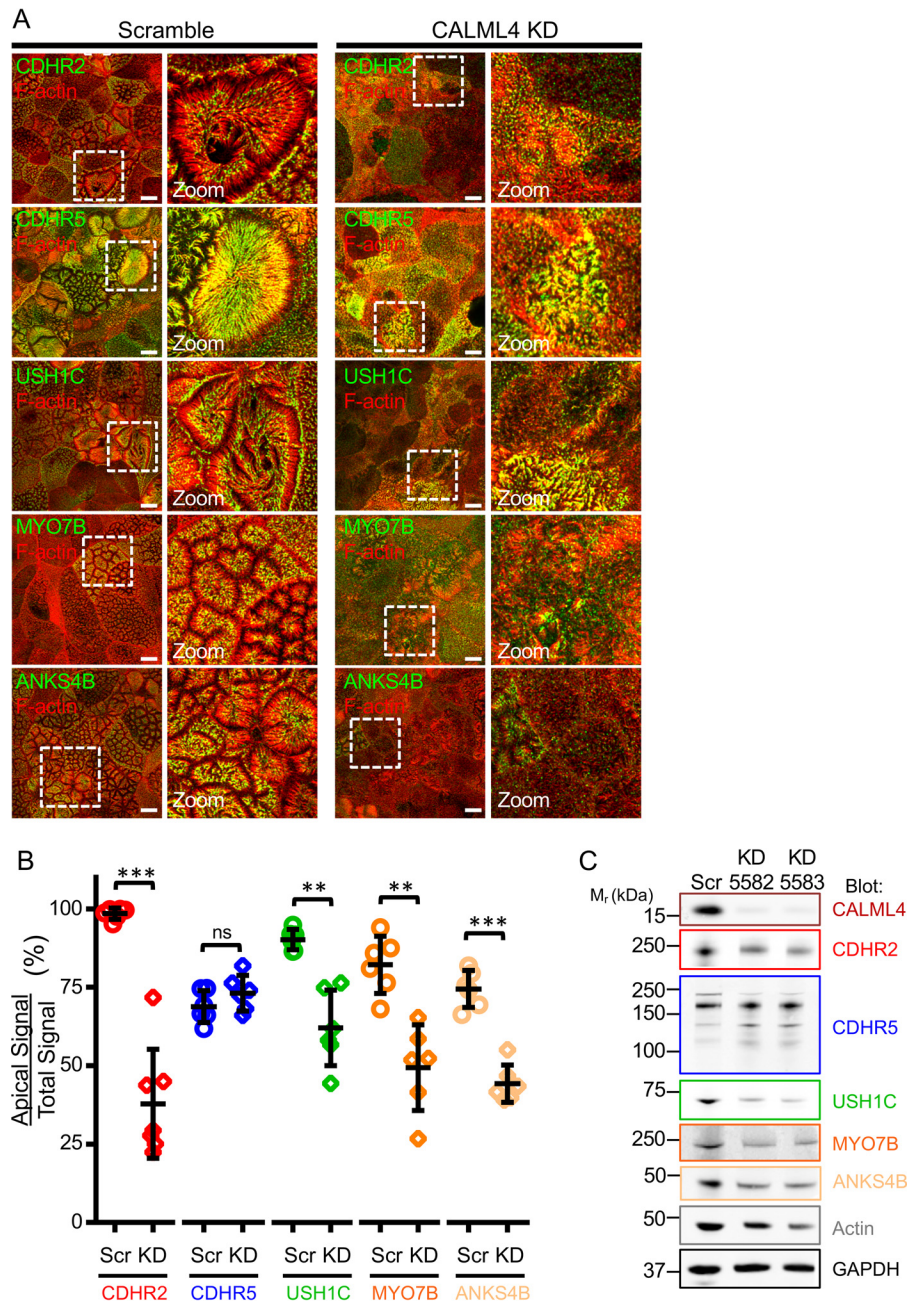 A
Scramble CALML4 KD
CDHR2 CDHR2
F-actin F-actin
Zoom Zoom
CDHR5 CDHR5
F-actin F-actin
Zoom Zoom
USH1C USH1C
F-actin F-actin
Zoom Zoom
MYO7B MYO7B
F-actin F-actin
Zoom Zoom
ANKS4B ANKS4B
F-actin F-actin
Zoom Zoom
B
Apical Signal
Total Signal
(%)
100
75
50
25
0
*** ns ** ** ***
Scr KD Scr KD Scr KD Scr KD Scr KD
CDHR2 CDHR5 USH1C MYO7B ANKS4B
C
KD KD
Mr (kDa) Scr 5582 5583 Blot:
15 CALML4
250 CDHR2
250
150 CDHR5
100
75 USH1C
250 MYO7B
50 ANKS4B
50 Actin
37 GAPDH